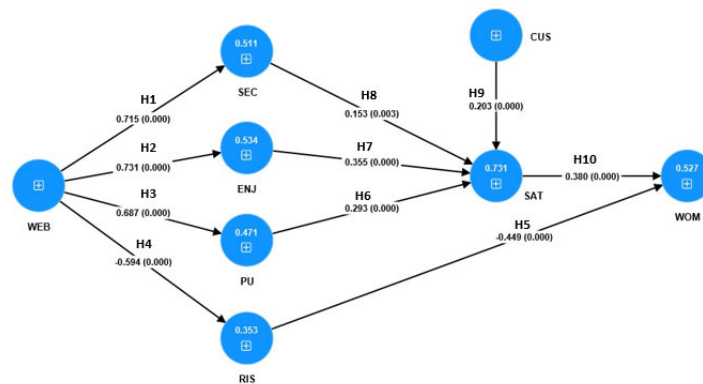 0.511
SEC
CUS
H1
0.715 (0.000)
H8
0.153 (0.003)
H9
0.203 (0.000)
H2
0.731 (0.000)
0.534
ENJ
H7
0.355 (0.000)
WEB
H3
0.687 (0.000)
H6
0.293 (0.000)
0.731
SAT
H10
0.380 (0.000)
0.527
WOM
H4
-0.594 (0.000)
0.471
PU
H5
-0.449 (0.000)
0.353
RIS